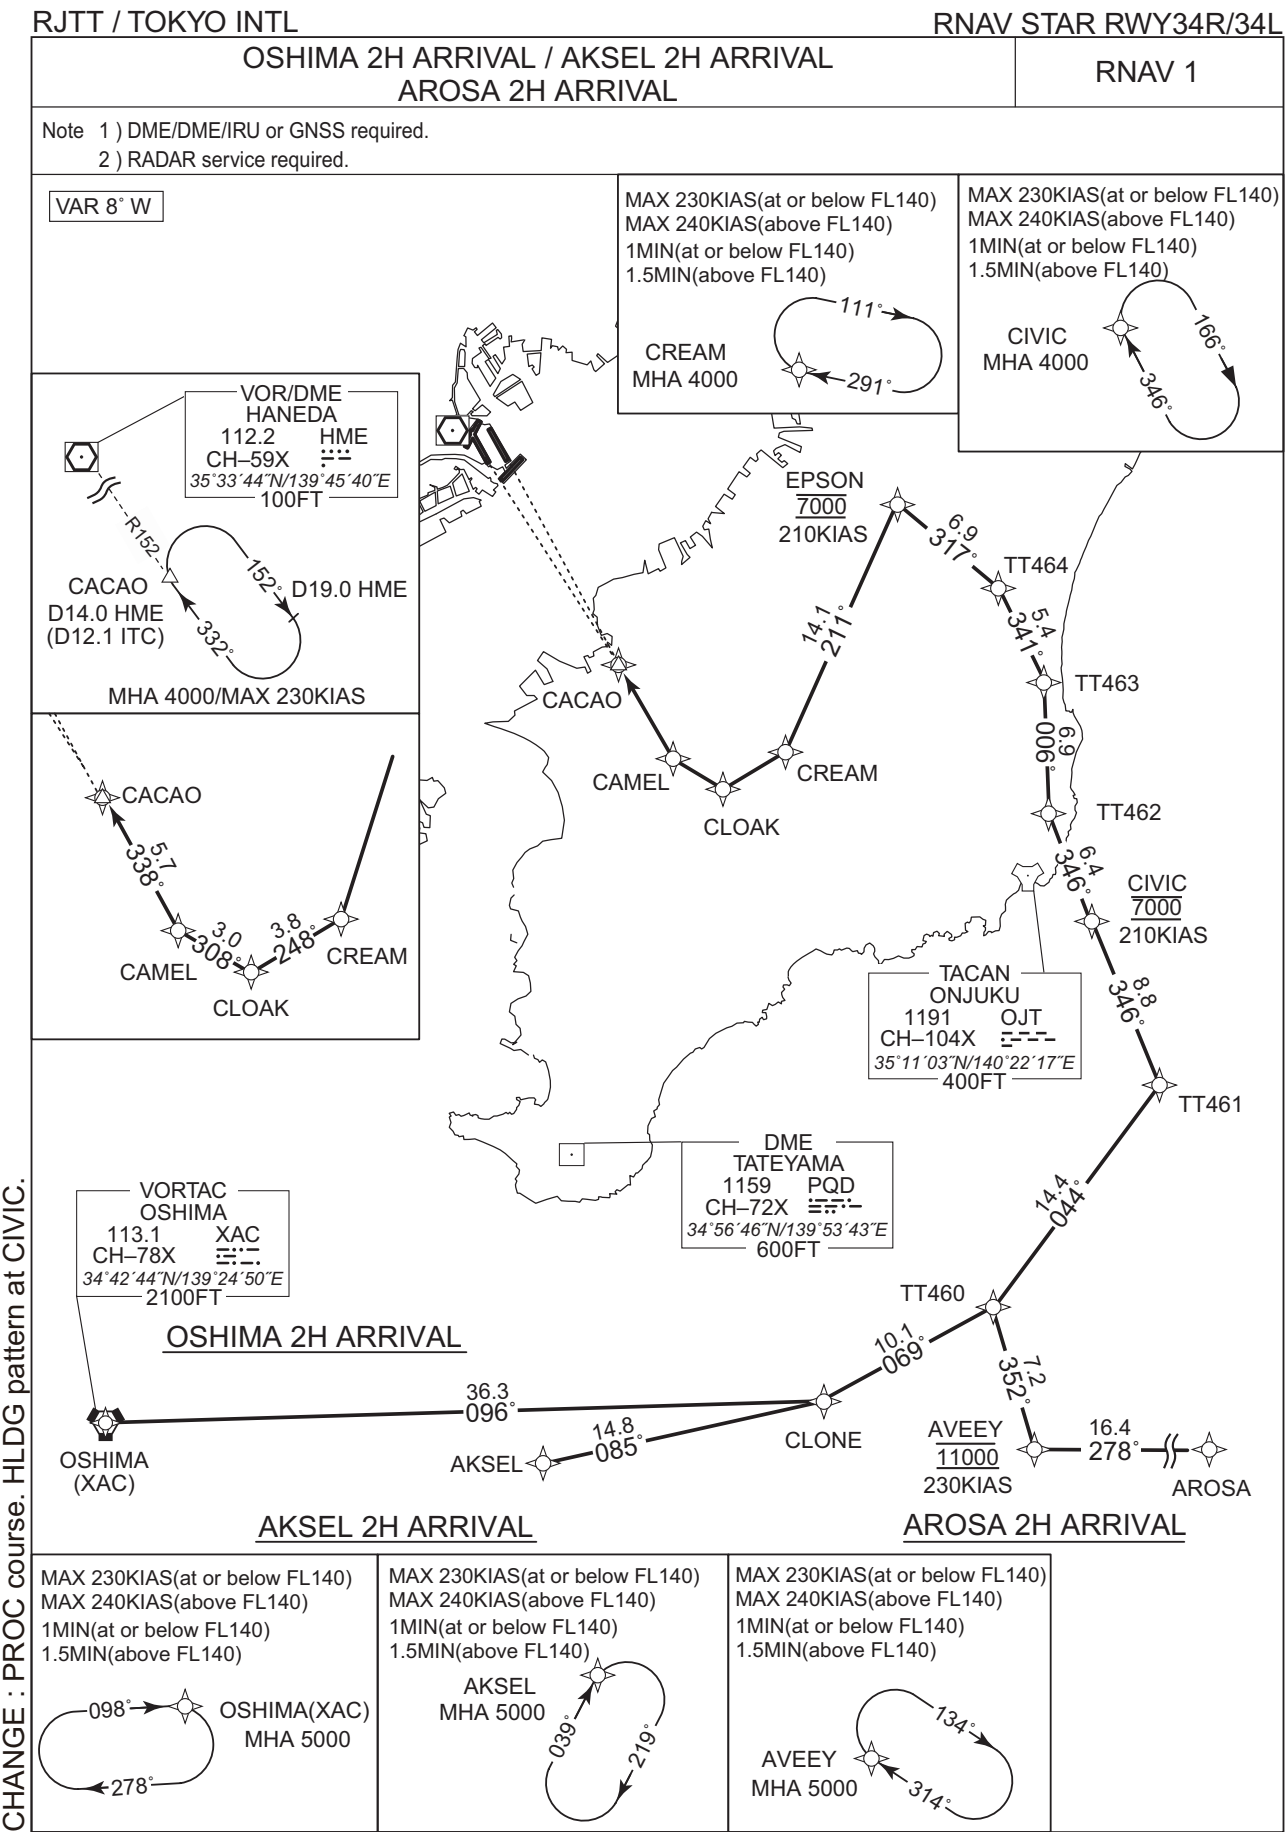 RJTT / TOKYO INTL
RNAV STAR RWY34R/34L
OSHIMA 2H ARRIVAL / AKSEL 2H ARRIVAL
AROSA 2H ARRIVAL
RNAV 1
Note 1 ) DME/DME/IRU or GNSS required.
2 ) RADAR service required.
VAR 8° W
MAX 230KIAS(at or below FL140)
MAX 240KIAS(above FL140)
1MIN(at or below FL140)
1.5MIN(above FL140)
111°
CREAM
MHA 4000
291°
MAX 230KIAS(at or below FL140)
MAX 240KIAS(above FL140)
1MIN(at or below FL140)
1.5MIN(above FL140)
CIVIC
MHA 4000
166°
346°
VOR/DME
HANEDA
112.2 HME
CH–59X
35°33´44˝N/139°45´40˝E
100FT
R152
CACAO
D14.0 HME
(D12.1 ITC)
152°
D19.0 HME
332°
MHA 4000/MAX 230KIAS
CACAO
5.7
338°
CAMEL
3.0
308°
CLOAK
3.8
248°
CREAM
EPSON
7000
210KIAS
6.9
317°
TT464
5.4
341°
TT463
14.1
211°
6.9
006°
CACAO
CAMEL
CLOAK
CREAM
TT462
6.4
346°
CIVIC
7000
210KIAS
8.8
346°
TACAN
ONJUKU
1191 OJT
CH–104X
35°11´03˝N/140°22´17˝E
400FT
TT461
DME
TATEYAMA
1159 PQD
CH–72X
34°56´46˝N/139°53´43˝E
600FT
14.4
044°
VORTAC
OSHIMA
113.1 XAC
CH–78X
34°42´44˝N/139°24´50˝E
2100FT
TT460
OSHIMA 2H ARRIVAL
10.1
069°
7.2
352°
36.3
096°
OSHIMA
(XAC)
AKSEL
14.8
085°
CLONE
AVEEY
11000
230KIAS
16.4
278°
AROSA
AKSEL 2H ARRIVAL
AROSA 2H ARRIVAL
MAX 230KIAS(at or below FL140)
MAX 240KIAS(above FL140)
1MIN(at or below FL140)
1.5MIN(above FL140)
098°
OSHIMA(XAC)
MHA 5000
278°
MAX 230KIAS(at or below FL140)
MAX 240KIAS(above FL140)
1MIN(at or below FL140)
1.5MIN(above FL140)
AKSEL
MHA 5000
039°
219°
MAX 230KIAS(at or below FL140)
MAX 240KIAS(above FL140)
1MIN(at or below FL140)
1.5MIN(above FL140)
134°
AVEEY
MHA 5000
314°
CHANGE : PROC course. HLDG pattern at CIVIC.